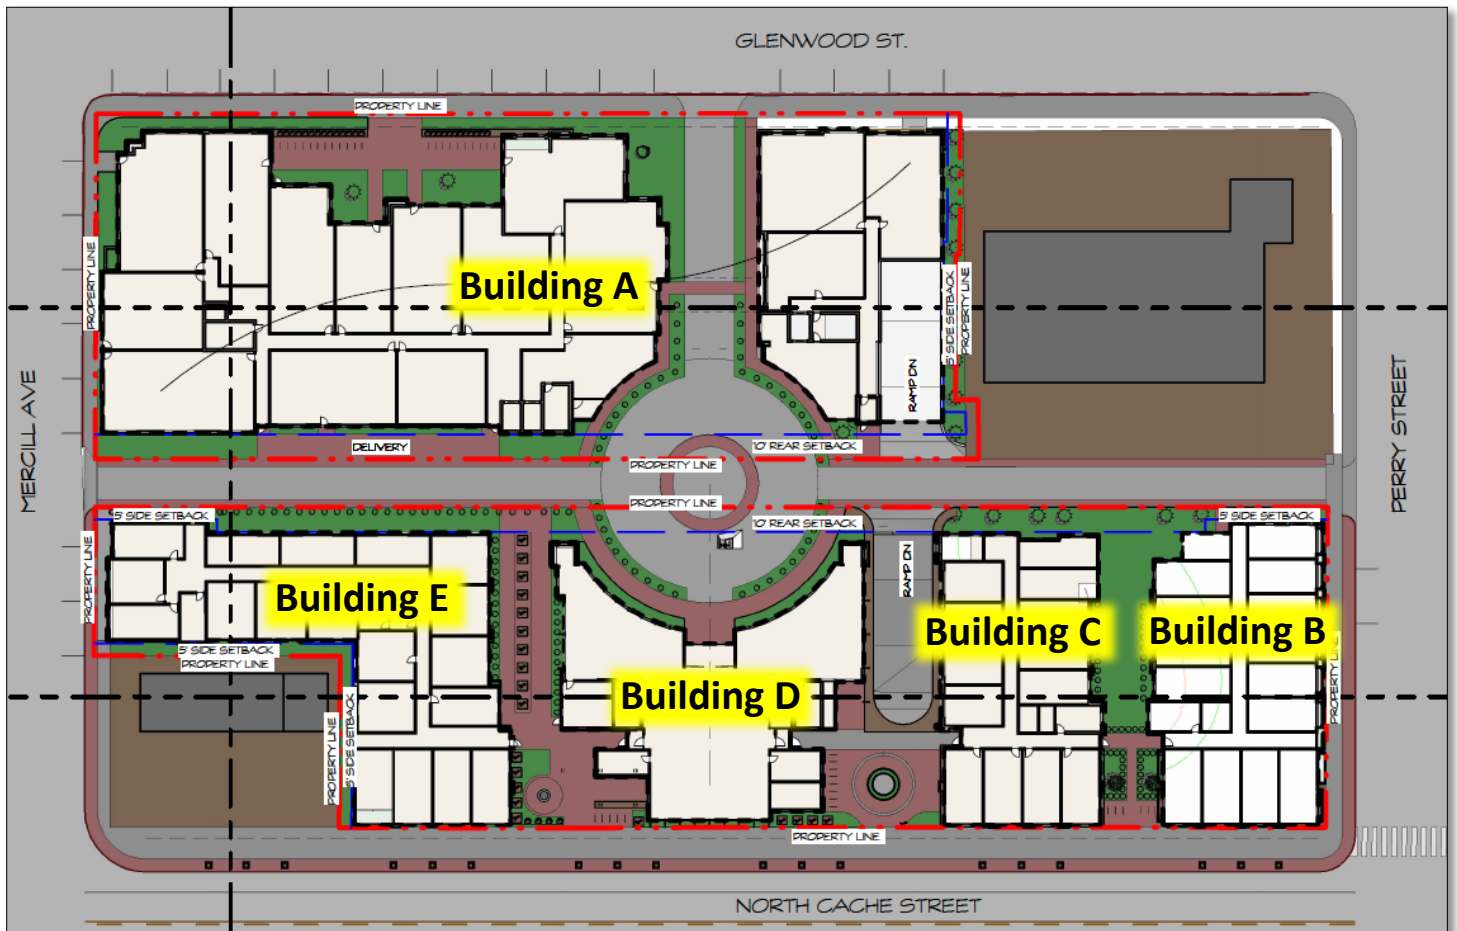 GLENWOOD ST.
PROPERTY LINE
PROPERTY LINE
Building A
5' SIDE SETBACK
PROPERTY LINE
MERCILL AVE
PERRY STREET
RAMP DN
DELIVERY
10' REAR SETBACK
PROPERTY LINE
PROPERTY LINE
10' REAR SETBACK
5' SIDE SETBACK
5' SIDE SETBACK
PROPERTY LINE
RAMP DN
Building E
Building C
Building B
5' SIDE SETBACK
PROPERTY LINE
PROPERTY LINE
Building D
PROPERTY LINE
5' SIDE SETBACK
PROPERTY LINE
NORTH CACHE STREET